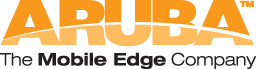 ARUBA™
The Mobile Edge Company